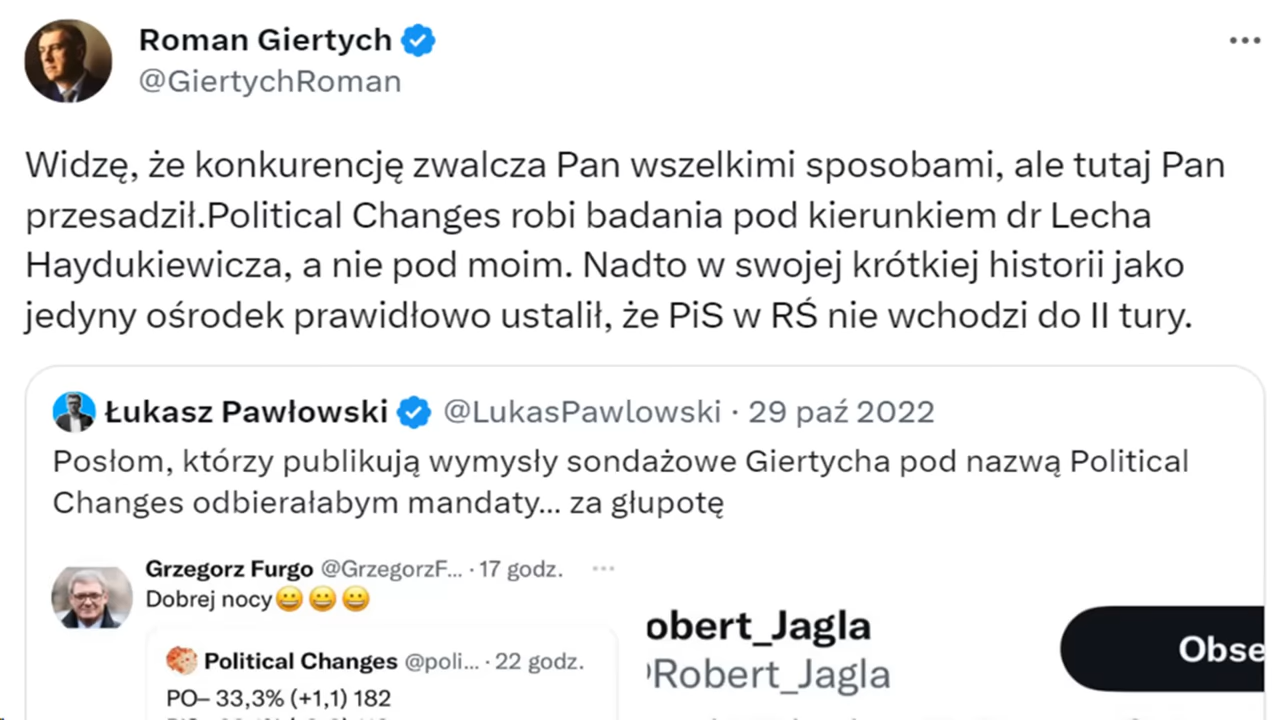 Roman Giertych
@GiertychRoman
Widzę, że konkurencję zwalcza Pan wszelkimi sposobami, ale tutaj Pan
przesadził.Political Changes robi badania pod kierunkiem dr Lecha
Haydukiewicza, a nie pod moim. Nadto w swojej krótkiej historii jako
jedyny ośrodek prawidłowo ustalił, że PiS w RŚ nie wchodzi do II tury.
Łukasz Pawłowski @LukasPawlowski · 29 paź 2022
Posłom, którzy publikują wymysły sondażowe Giertycha pod nazwą Political
Changes odbierałabym mandaty... za głupotę
Grzegorz Furgo @GrzegorzF... · 17 godz.
Dobrej nocy😀😀😀
Political Changes @poli... · 22 godz.
PO– 33,3% (+1,1) 182
obert_Jagla
Robert_Jagla
Obse